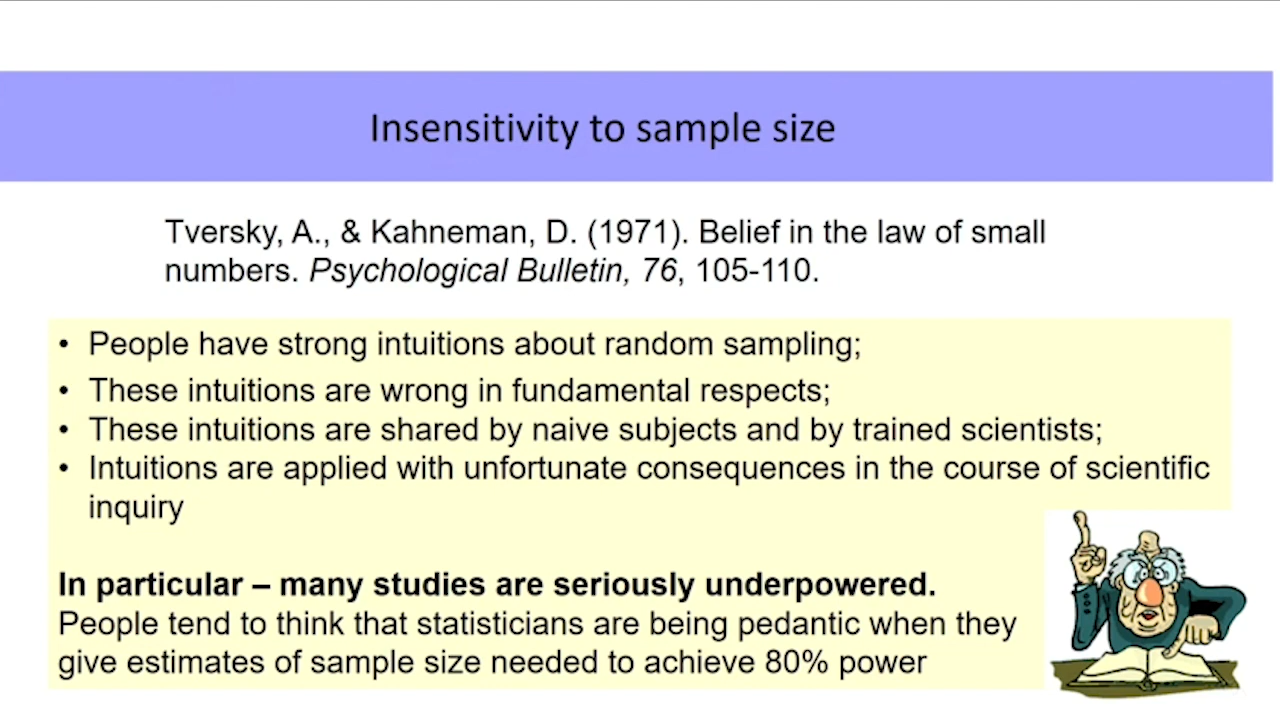 Insensitivity to sample size
Tversky, A., & Kahneman, D. (1971). Belief in the law of small
numbers. Psychological Bulletin, 76, 105-110.
• People have strong intuitions about random sampling;
• These intuitions are wrong in fundamental respects;
• These intuitions are shared by naive subjects and by trained scientists;
• Intuitions are applied with unfortunate consequences in the course of scientific
inquiry
In particular – many studies are seriously underpowered.
People tend to think that statisticians are being pedantic when they
give estimates of sample size needed to achieve 80% power